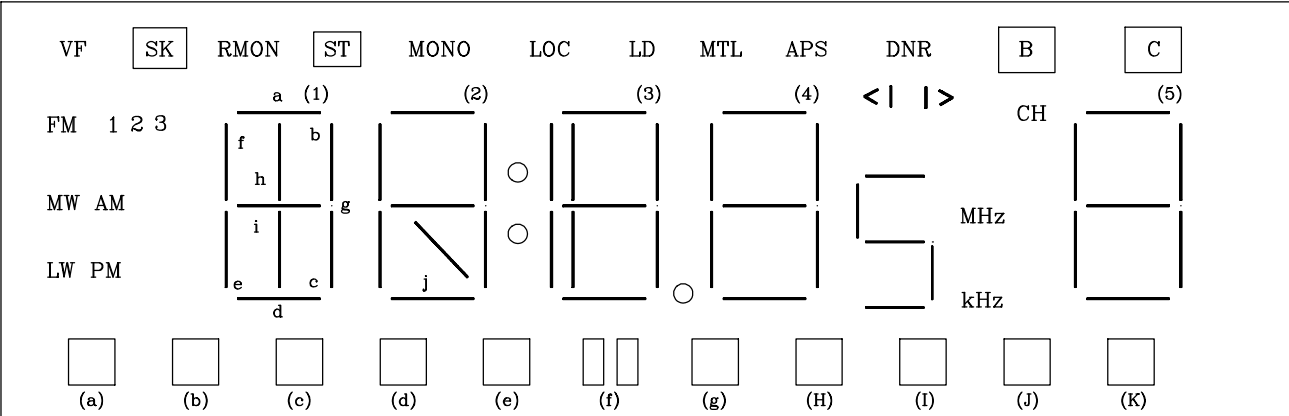 VF SK RMON ST MONO LOC LD MTL APS DNR B C
a (1) (2) (3) (4) <| |> (5)
FM 1 2 3 f b CH
h
MW AM g MHz
i
LW PM e c j kHz
d
(a) (b) (c) (d) (e) (f) (g) (H) (I) (J) (K)